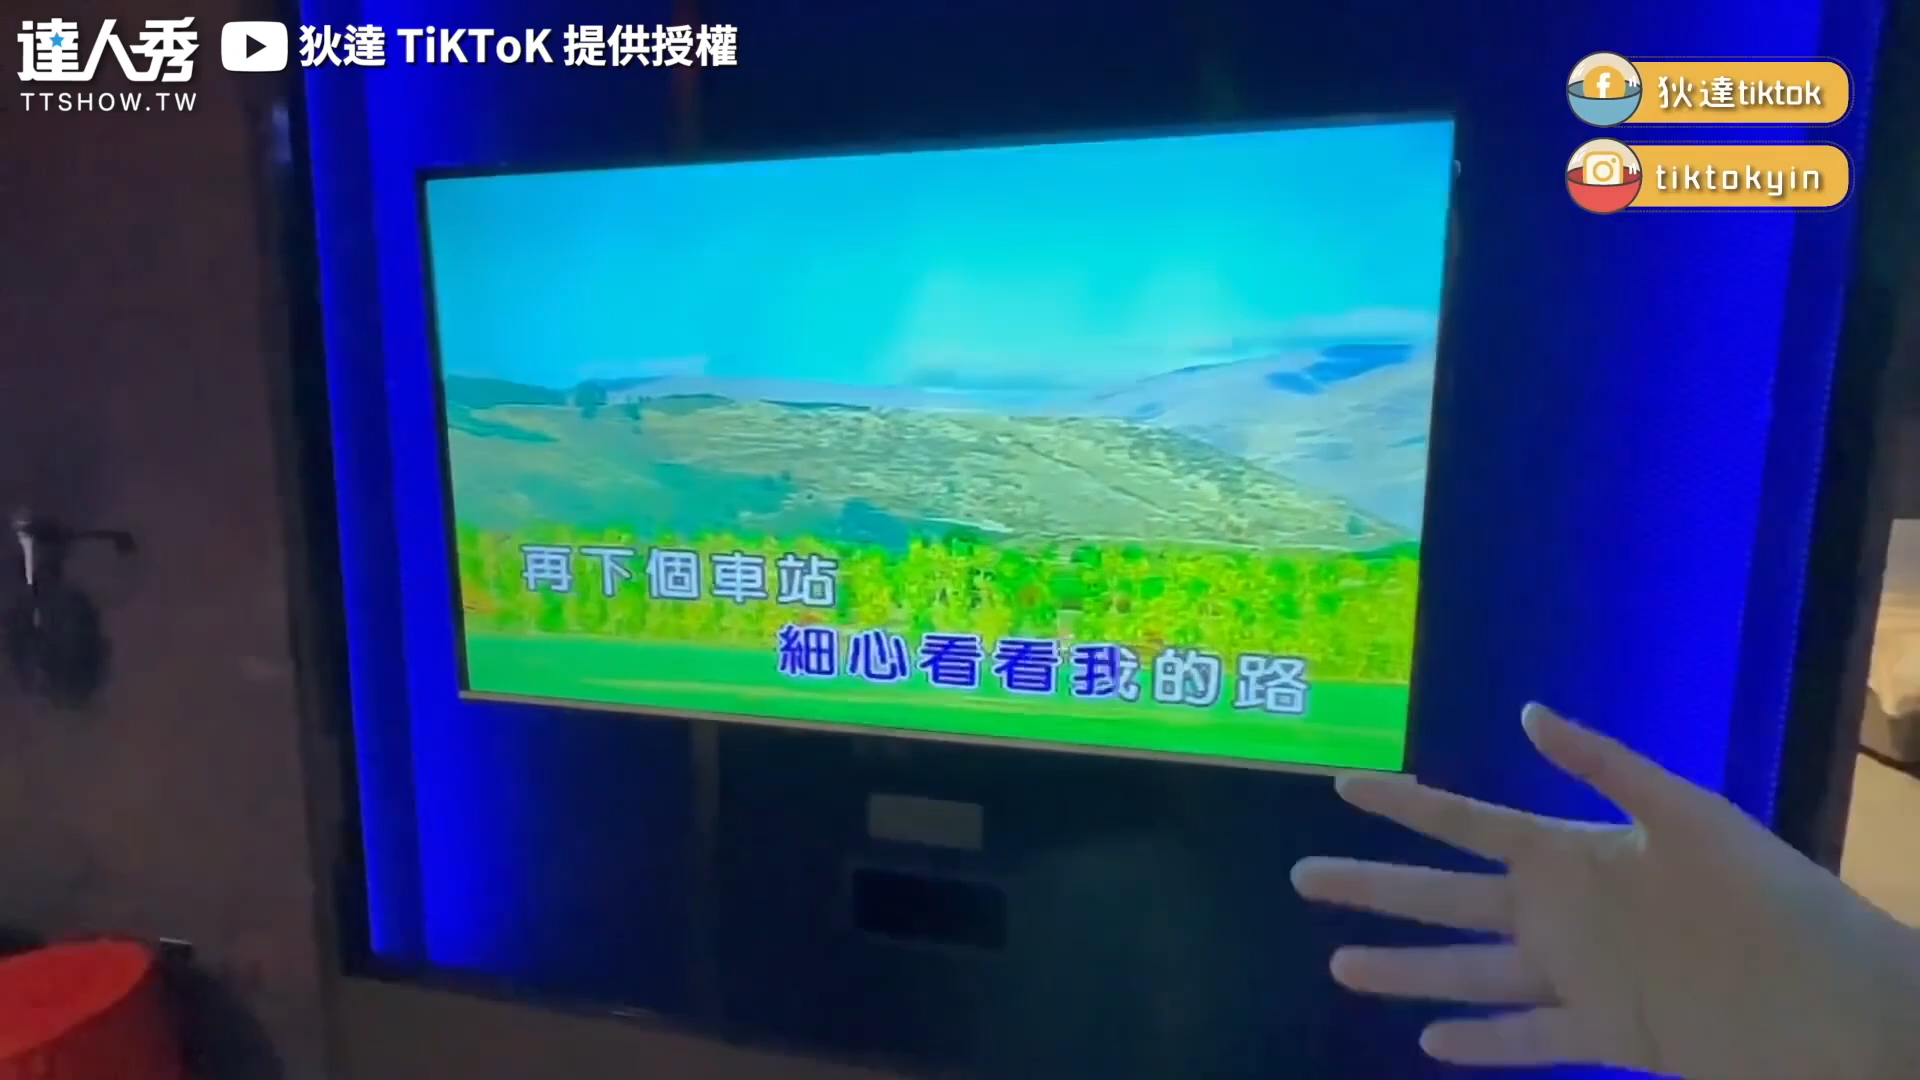 達人秀
TTSHOW.TW
狄達 TiKToK 提供授權
狄達tiktok
tiktokyin
再下個車站
細心看看我的路